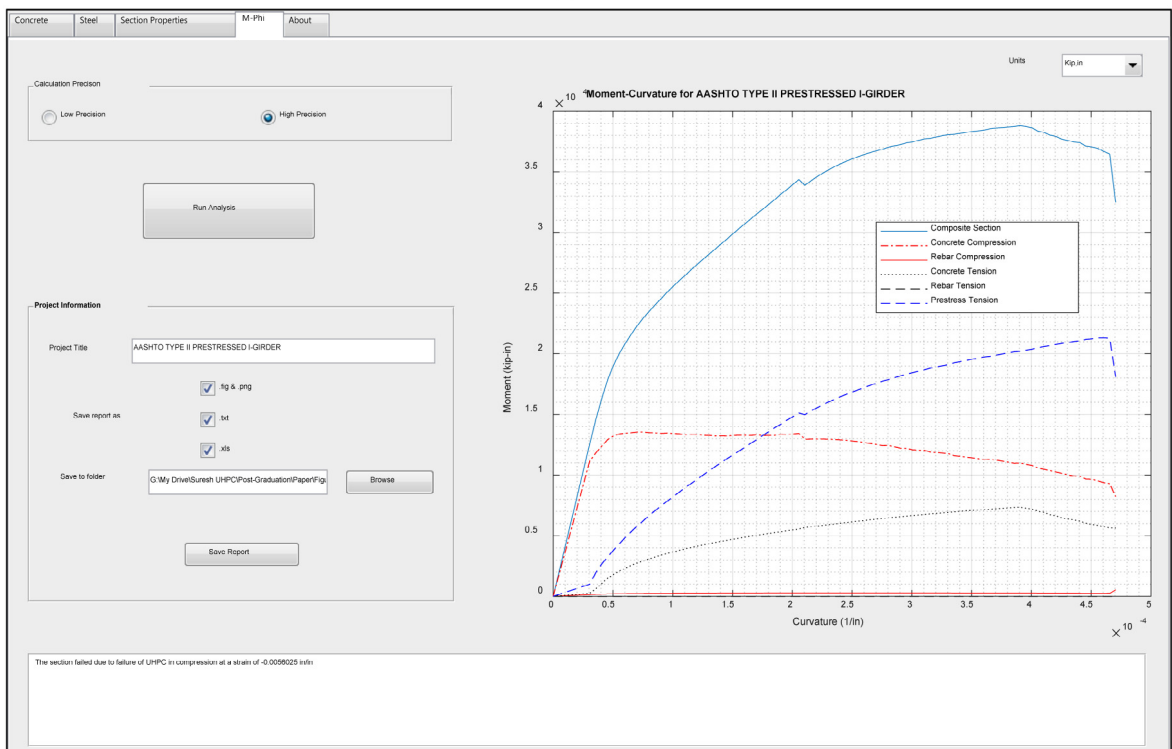 Concrete
Steel
Section Properties
M-Phi
About
Units
Kip,in
Calculation Precison
Low Precision
High Precision
Run Analysis
Project Information
Project Title
AASHTO TYPE II PRESTRESSED I-GIRDER
Save report as
.fig & .png
.txt
.xls
Save to folder
G:\My Drive\Suresh UHPC\Post-Graduation\Paper\Figu
Browse
Save Report
×10 4
Moment-Curvature for AASHTO TYPE II PRESTRESSED I-GIRDER
4
3.5
3
2.5
2
1.5
1
0.5
0
Moment (kip-in)
Composite Section
Concrete Compression
Rebar Compression
Concrete Tension
Rebar Tension
Prestress Tension
0 0.5 1 1.5 2 2.5 3 3.5 4 4.5 5
Curvature (1/in)
×10 -4
The section failed due to failure of UHPC in compression at a strain of -0.0056025 in/in